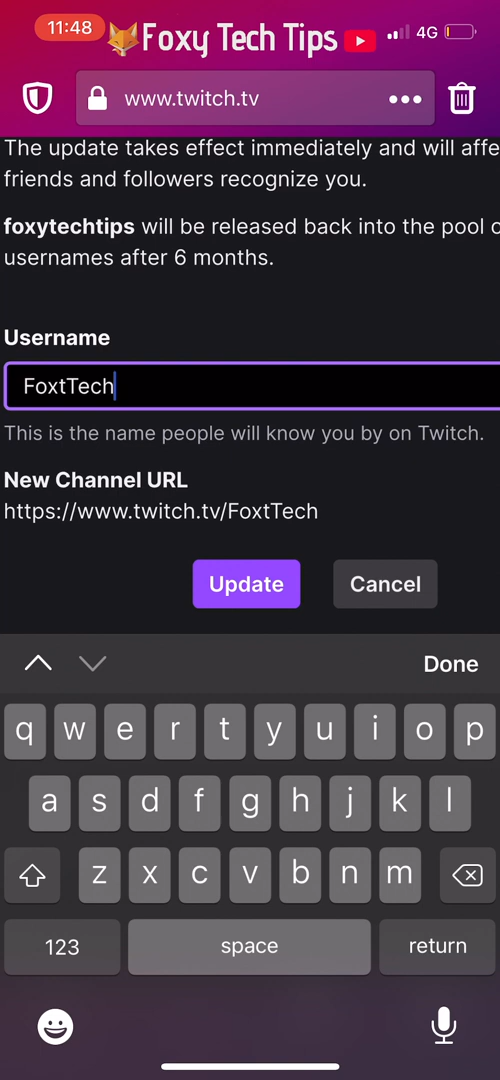 11:48
Foxy Tech Tips
4G
www.twitch.tv
The update takes effect immediately and will affe
friends and followers recognize you.
foxytechtips will be released back into the pool o
usernames after 6 months.
Username
FoxtTech
This is the name people will know you by on Twitch.
New Channel URL
https://www.twitch.tv/FoxtTech
Update Cancel
Done
q w e r t y u i o p
a s d f g h j k l
z x c v b n m
123 space return